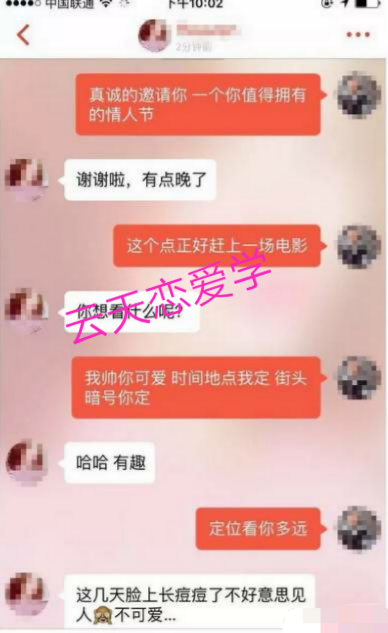 中国联通
下午10:02
2分钟前
真诚的邀请你 一个你值得拥有
的情人节
谢谢啦，有点晚了
这个点正好赶上一场电影
云天恋爱学
你想看什么呢?
我帅你可爱 时间地点我定 街头
暗号你定
哈哈 有趣
定位看你多远
这几天脸上长痘痘了不好意思见
人🙈不可爱...